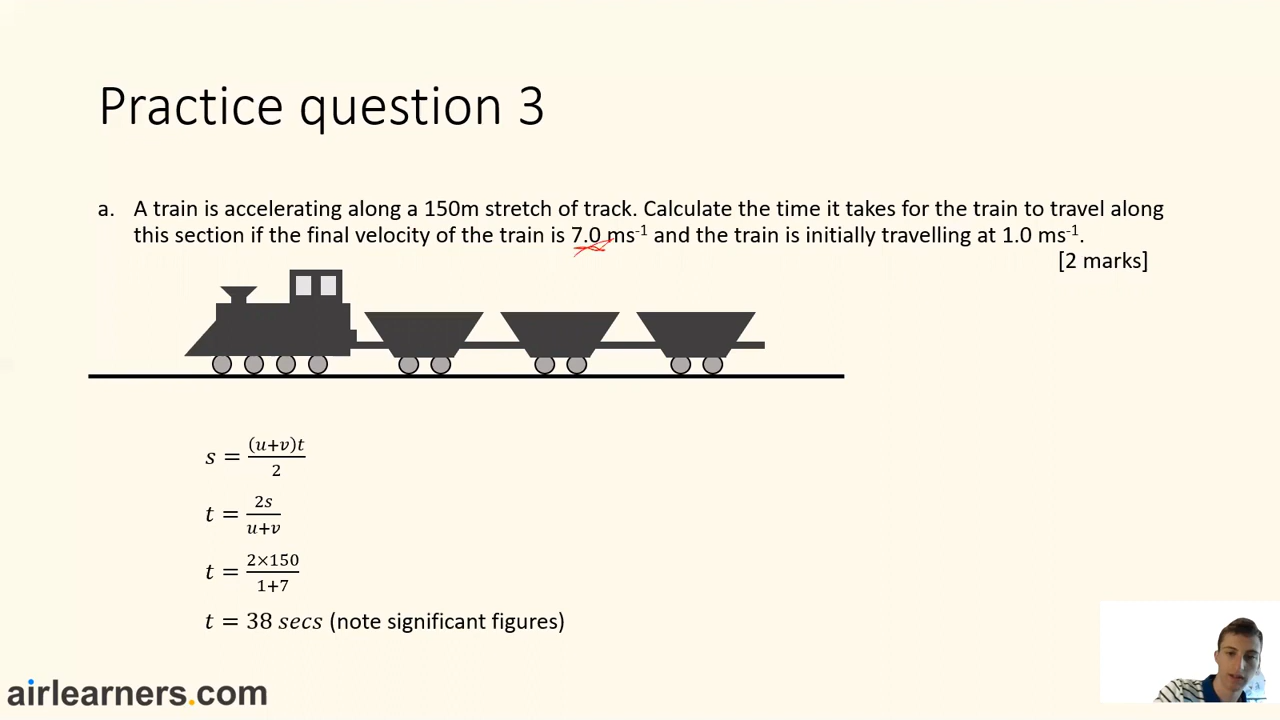 Practice question 3
a. A train is accelerating along a 150m stretch of track. Calculate the time it takes for the train to travel along
this section if the final velocity of the train is 7.0 ms⁻¹ and the train is initially travelling at 1.0 ms⁻¹.
[2 marks]
s = (u+v)t / 2
t = 2s / u+v
t = 2×150 / 1+7
t = 38 secs (note significant figures)
airlearners.com